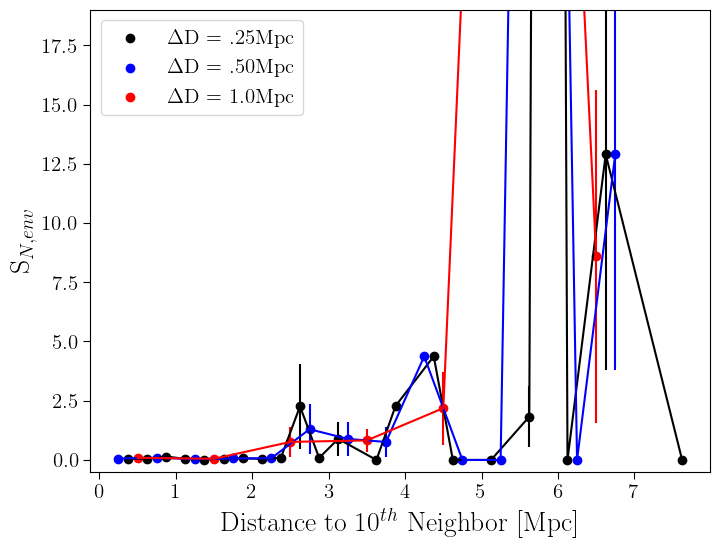 ΔD = .25Mpc
ΔD = .50Mpc
ΔD = 1.0Mpc
17.5
15.0
12.5
10.0
7.5
5.0
2.5
0.0
S_{N,env}
0 1 2 3 4 5 6 7
Distance to 10^{th} Neighbor [Mpc]